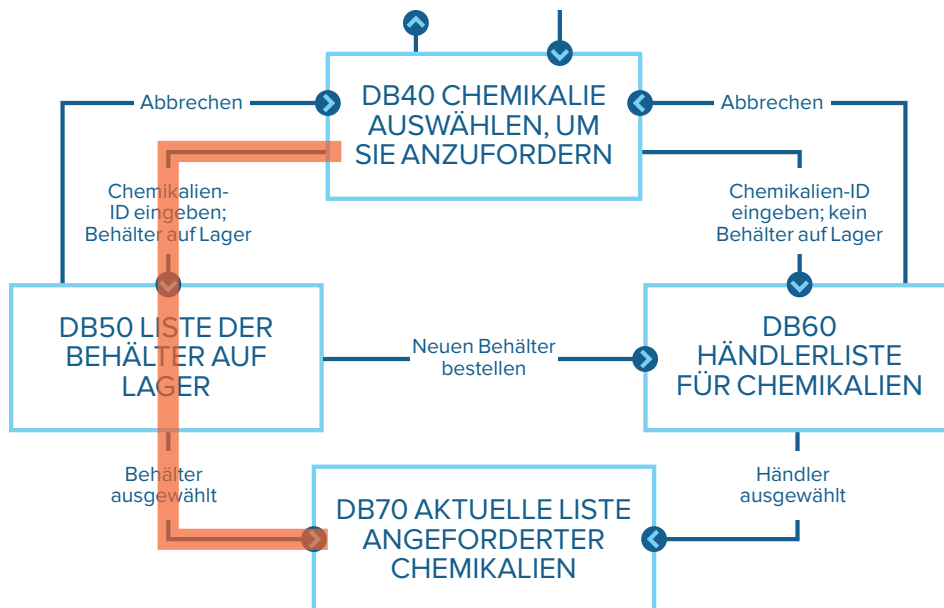 DB40 CHEMIKALIE
AUSWÄHLEN, UM
SIE ANZUFORDERN
Abbrechen
Abbrechen
Chemikalien-
ID eingeben;
Behälter auf Lager
Chemikalien-ID
eingeben; kein
Behälter auf Lager
DB50 LISTE DER
BEHÄLTER AUF
LAGER
Neuen Behälter
bestellen
DB60
HÄNDLERLISTE
FÜR CHEMIKALIEN
Behälter
ausgewählt
Händler
ausgewählt
DB70 AKTUELLE LISTE
ANGEFORDERTER
CHEMIKALIEN